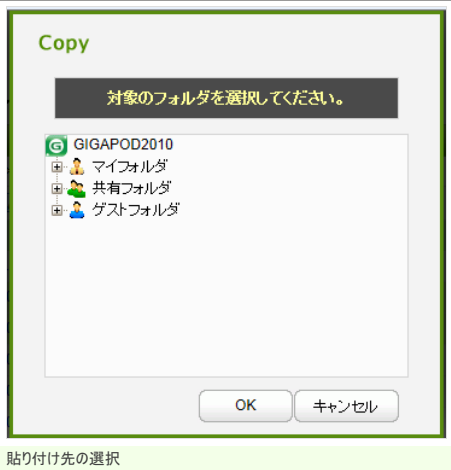 Copy
対象のフォルダを選択してください。
GIGAPOD2010
マイフォルダ
共有フォルダ
ゲストフォルダ
OK
キャンセル
貼り付け先の選択